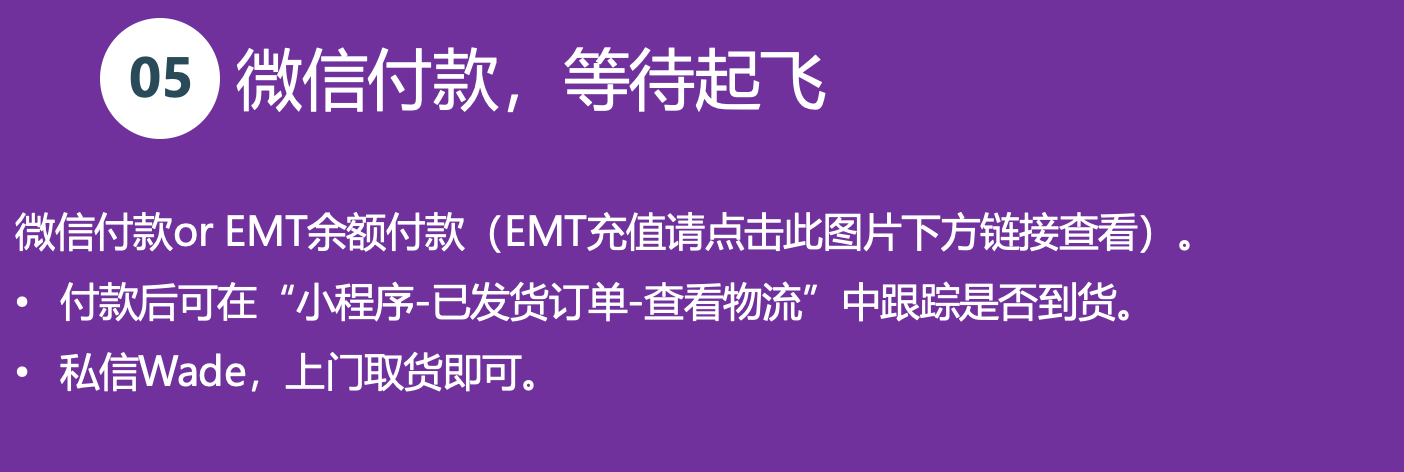 05 微信付款，等待起飞
微信付款or EMT余额付款（EMT充值请点击此图片下方链接查看）。
• 付款后可在“小程序-已发货订单-查看物流”中跟踪是否到货。
• 私信Wade，上门取货即可。